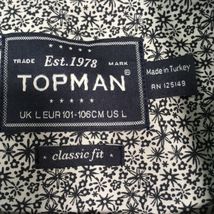 TRADE MARK
Est. 1978
TOPMAN
UK L EUR 101-106CM US L
Made in Turkey
RN 125149
classic fit